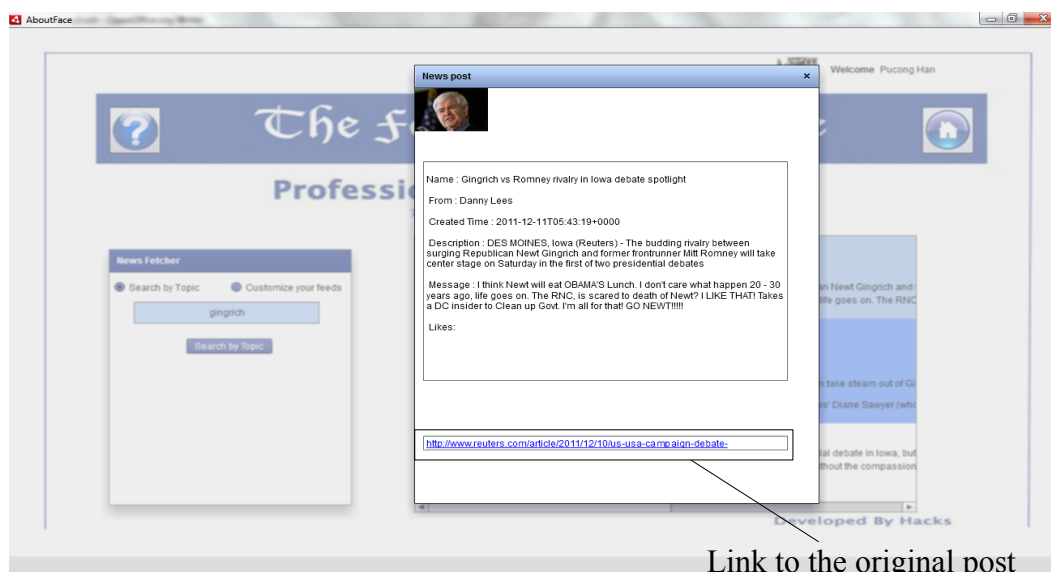 AboutFace
News post
×
Welcome Pucong Han
The F
Professi
Name : Gingrich vs Romney rivalry in Iowa debate spotlight
From : Danny Lees
Created Time : 2011-12-11T05:43:19+0000
Description : DES MOINES, Iowa (Reuters) - The budding rivalry between
surging Republican Newt Gingrich and former frontrunner Mitt Romney will take
center stage on Saturday in the first of two presidential debates
Message : I think Newt will eat OBAMA'S Lunch. I don't care what happen 20 - 30
years ago, life goes on. The RNC, is scared to death of Newt? I LIKE THAT! Takes
a DC insider to Clean up Govt. I'm all for that! GO NEWT!!!!!
Likes:
http://www.reuters.com/article/2011/12/10/us-usa-campaign-debate-
News Fetcher
Search by Topic Customize your feeds
gingrich
Search by Topic
n Newt Gingrich and
life goes on. The RNC
n take steam out of Gi
ws' Diane Sawyer (who
ial debate in Iowa, but
thout the compassion
Developed By Hacks
Link to the original post